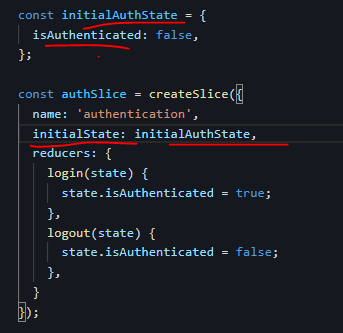 const initialAuthState = {
  isAuthenticated: false,
};
const authSlice = createSlice({
  name: 'authentication',
  initialState: initialAuthState,
  reducers: {
    login(state) {
      state.isAuthenticated = true;
    },
    logout(state) {
      state.isAuthenticated = false;
    },
  }
});